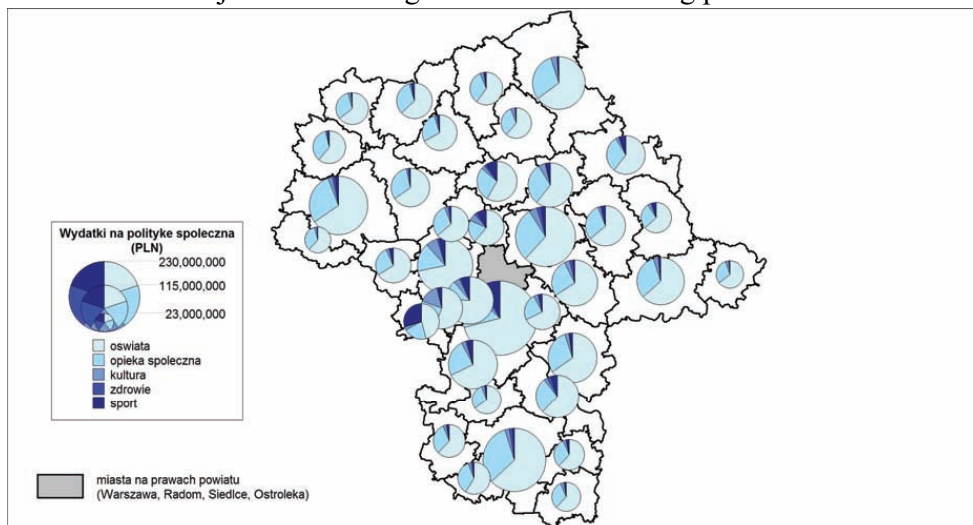 Wydatki na polityke spoleczna
(PLN)
230,000,000
115,000,000
23,000,000
oswiata
opieka spoleczna
kultura
zdrowie
sport
miasta na prawach powiatu
(Warszawa, Radom, Siedlce, Ostroleka)